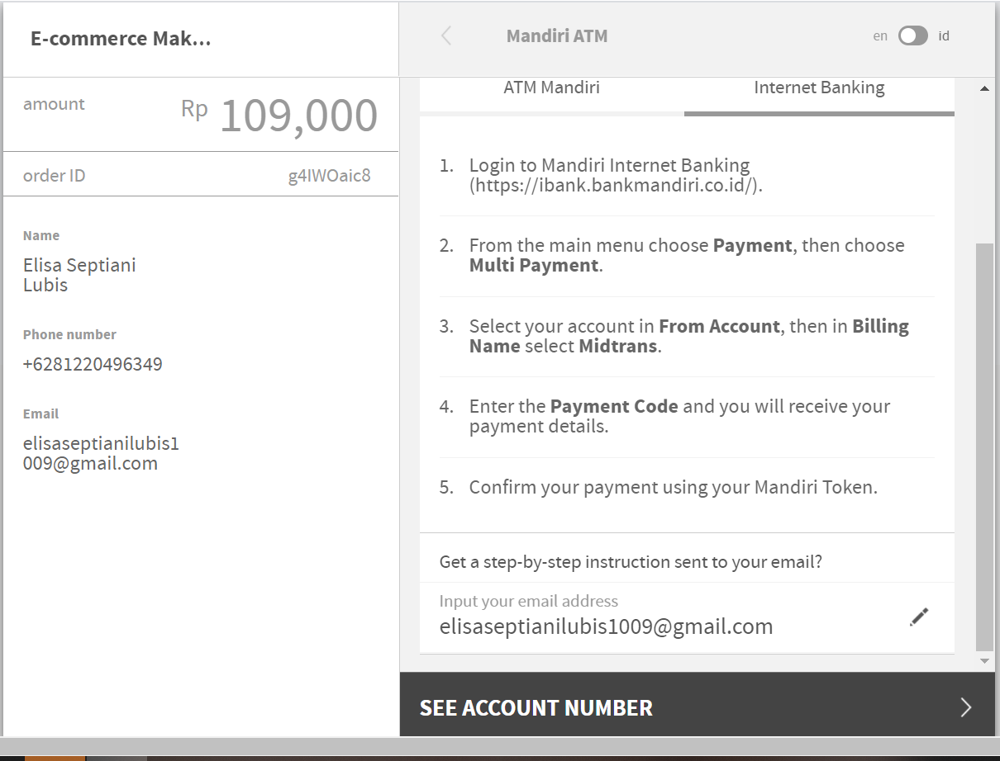 E-commerce Mak...
amount
Rp 109,000
order ID
g4IWOaic8
Name
Elisa Septiani
Lubis
Phone number
+6281220496349
Email
elisaseptianilubis1
009@gmail.com
Mandiri ATM
en
id
ATM Mandiri
Internet Banking
1. Login to Mandiri Internet Banking
(https://ibank.bankmandiri.co.id/).
2. From the main menu choose Payment, then choose
Multi Payment.
3. Select your account in From Account, then in Billing
Name select Midtrans.
4. Enter the Payment Code and you will receive your
payment details.
5. Confirm your payment using your Mandiri Token.
Get a step-by-step instruction sent to your email?
Input your email address
elisaseptianilubis1009@gmail.com
SEE ACCOUNT NUMBER